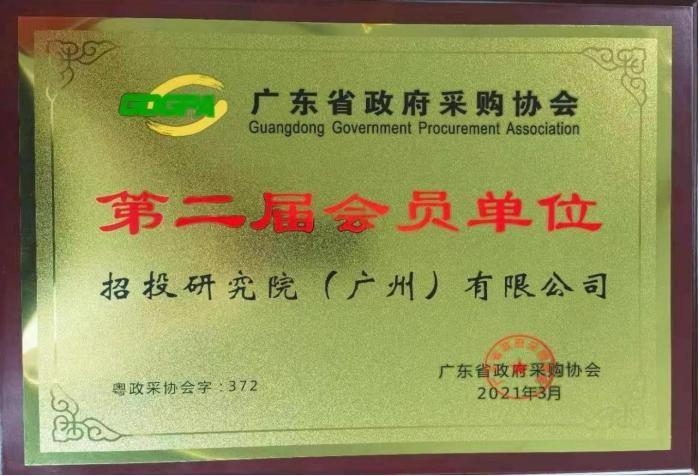 GDGPA 广东省政府采购协会
Guangdong Government Procurement Association
第二届会员单位
招投研究院（广州）有限公司
粤政采协会字：372
广东省政府采购协会
2021年3月